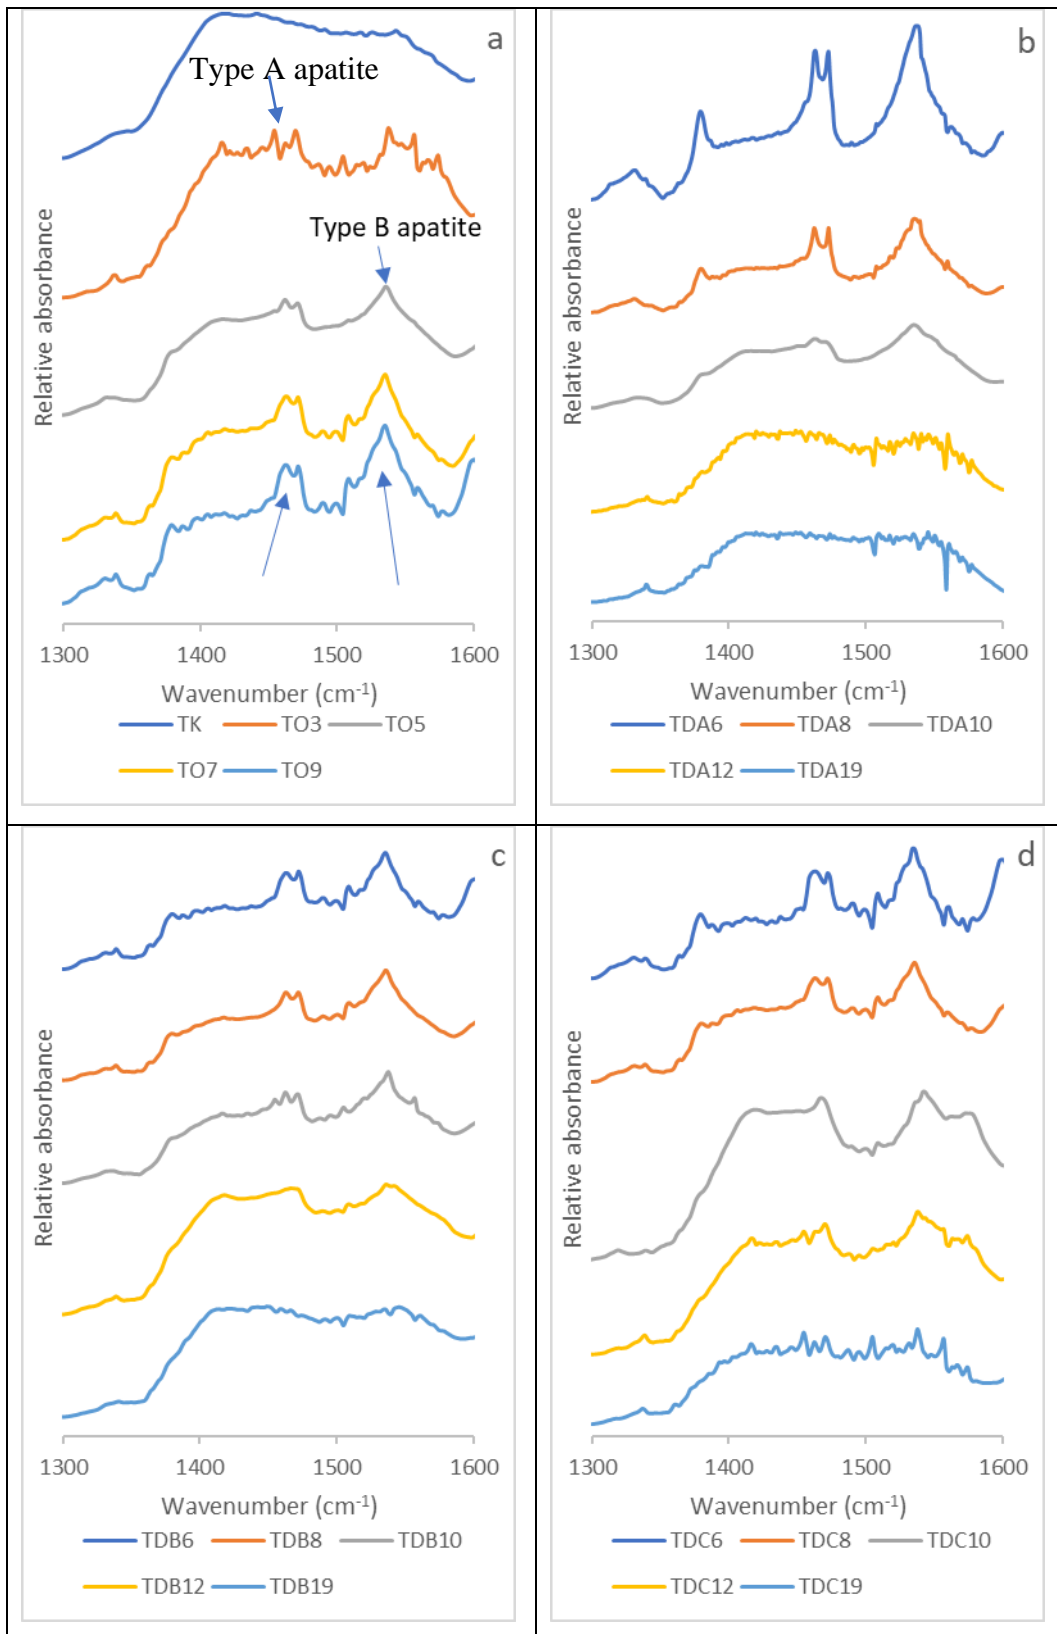 a
Type A apatite
Type B apatite
Relative absorbance
1300 1400 1500 1600
Wavenumber (cm-1)
TK TO3 TO5
TO7 TO9
b
Relative absorbance
1300 1400 1500 1600
Wavenumber (cm-1)
TDA6 TDA8 TDA10
TDA12 TDA19
c
Relative absorbance
1300 1400 1500 1600
Wavenumber (cm-1)
TDB6 TDB8 TDB10
TDB12 TDB19
d
Relative absorbance
1300 1400 1500 1600
Wavenumber (cm-1)
TDC6 TDC8 TDC10
TDC12 TDC19